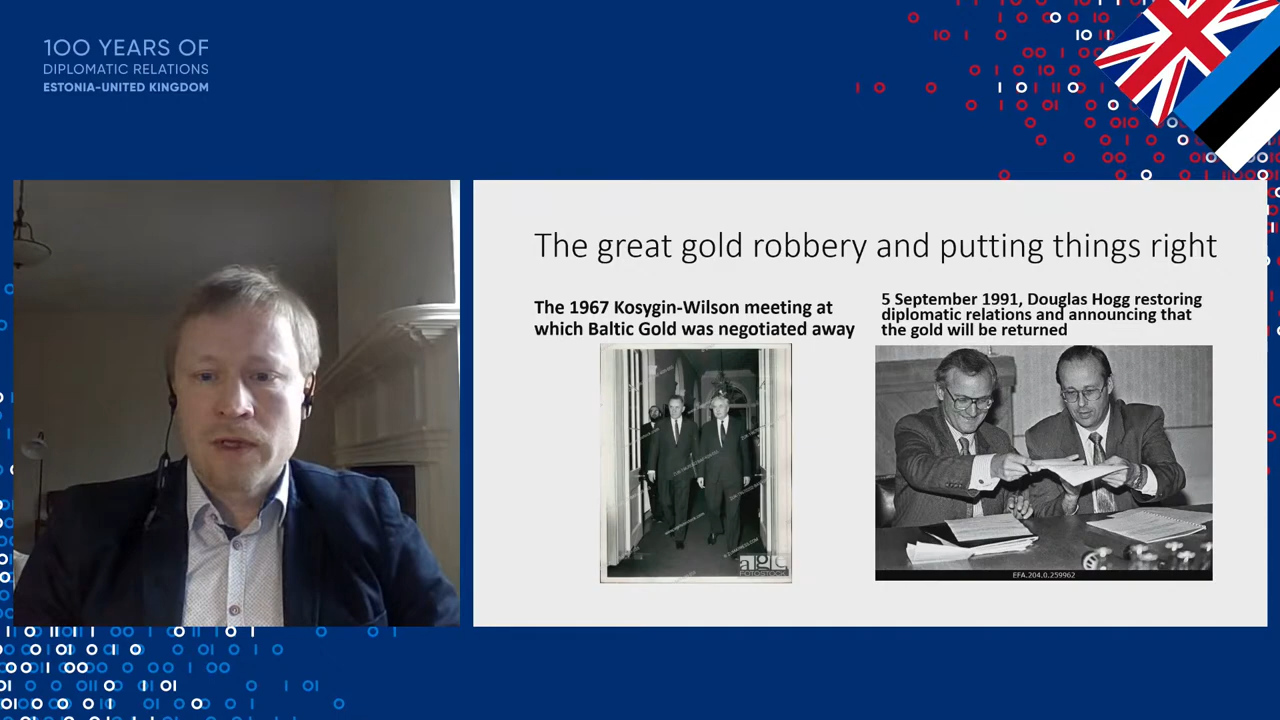 100 YEARS OF
DIPLOMATIC RELATIONS
ESTONIA-UNITED KINGDOM
The great gold robbery and putting things right
The 1967 Kosygin-Wilson meeting at
which Baltic Gold was negotiated away
5 September 1991, Douglas Hogg restoring
diplomatic relations and announcing that
the gold will be returned
age
FOTOSTOCK
EFA.204.0.259962